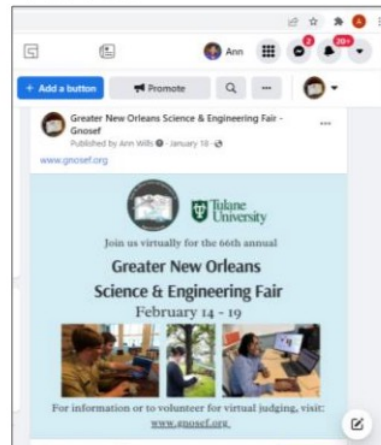 Ann
2
20+
+ Add a button
Promote
Greater New Orleans Science & Engineering Fair -
Gnosef
Published by Ann Wills · January 18 ·
www.gnosef.org
Tulane
University
Join us virtually for the 66th annual
Greater New Orleans
Science & Engineering Fair
February 14 - 19
For information or to volunteer for virtual judging, visit:
www.gnosef.org